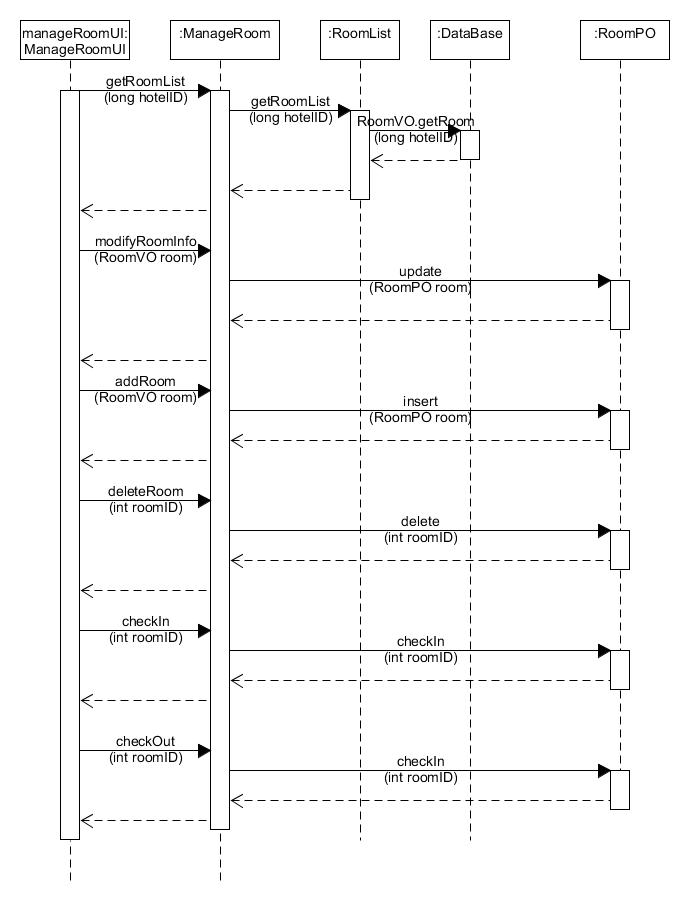 manageRoomUI:
ManageRoomUI
:ManageRoom
:RoomList
:DataBase
:RoomPO
getRoomList
(long hotelID)
getRoomList
(long hotelID)
RoomVO.getRoom
(long hotelID)
modifyRoomInfo
(RoomVO room)
update
(RoomPO room)
addRoom
(RoomVO room)
insert
(RoomPO room)
deleteRoom
(int roomID)
delete
(int roomID)
checkIn
(int roomID)
checkIn
(int roomID)
checkOut
(int roomID)
checkIn
(int roomID)